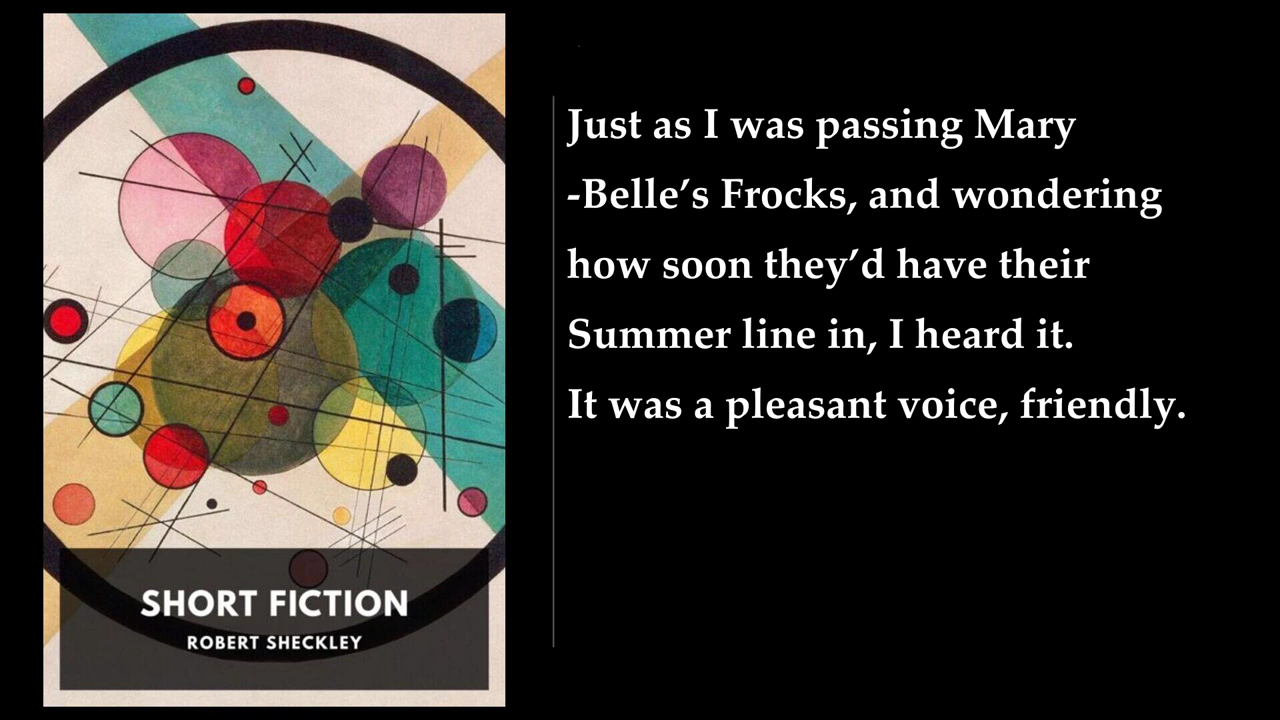 SHORT FICTION
ROBERT SHECKLEY
Just as I was passing Mary
-Belle’s Frocks, and wondering
how soon they’d have their
Summer line in, I heard it.
It was a pleasant voice, friendly.